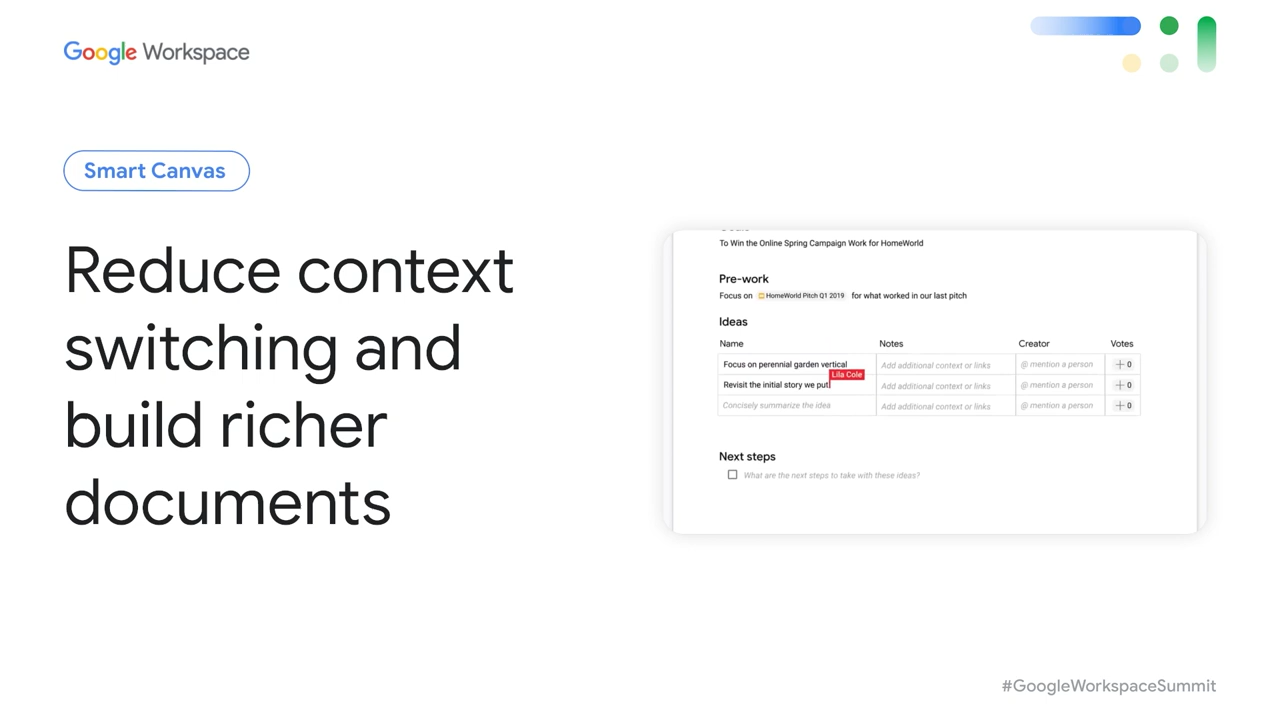 Google Workspace
Smart Canvas
Reduce context
switching and
build richer
documents
To Win the Online Spring Campaign Work for HomeWorld
Pre-work
Focus on HomeWorld Pitch Q1 2019 for what worked in our last pitch
Ideas
Name Notes Creator Votes
Focus on perennial garden vertical Add additional context or links @ mention a person + 0
Lila Cole
Revisit the initial story we put Add additional context or links @ mention a person + 0
Concisely summarize the idea Add additional context or links @ mention a person + 0
Next steps
What are the next steps to take with these ideas?
#GoogleWorkspaceSummit